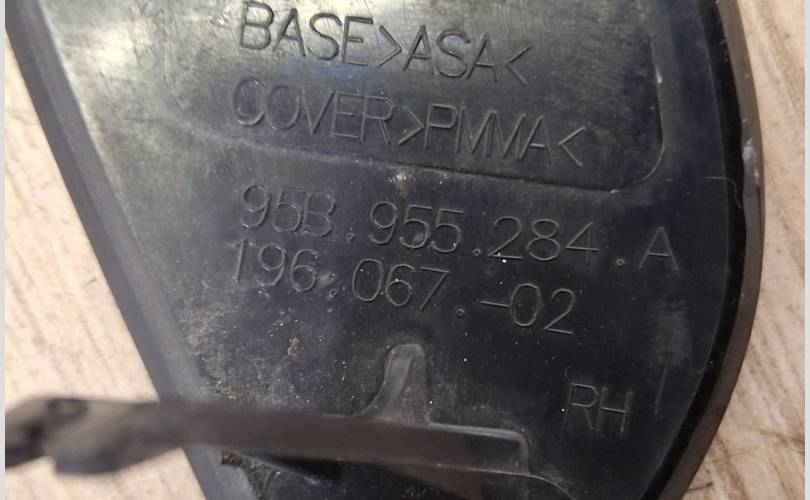 BASE>ASA<
COVER>PMMA<
95B.955.284.A
196.067.-02
RH